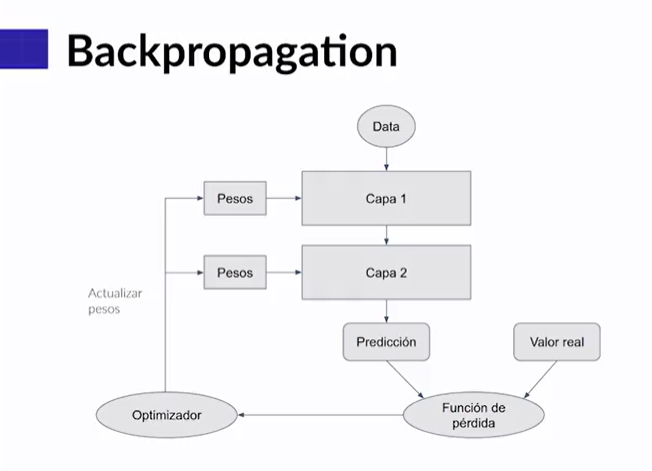 Backpropagation
Data
Pesos
Capa 1
Pesos
Capa 2
Actualizar
pesos
Predicción
Valor real
Optimizador
Función de
pérdida